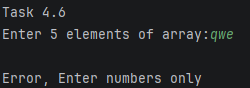 Task 4.6
Enter 5 elements of array:qwe
Error, Enter numbers only